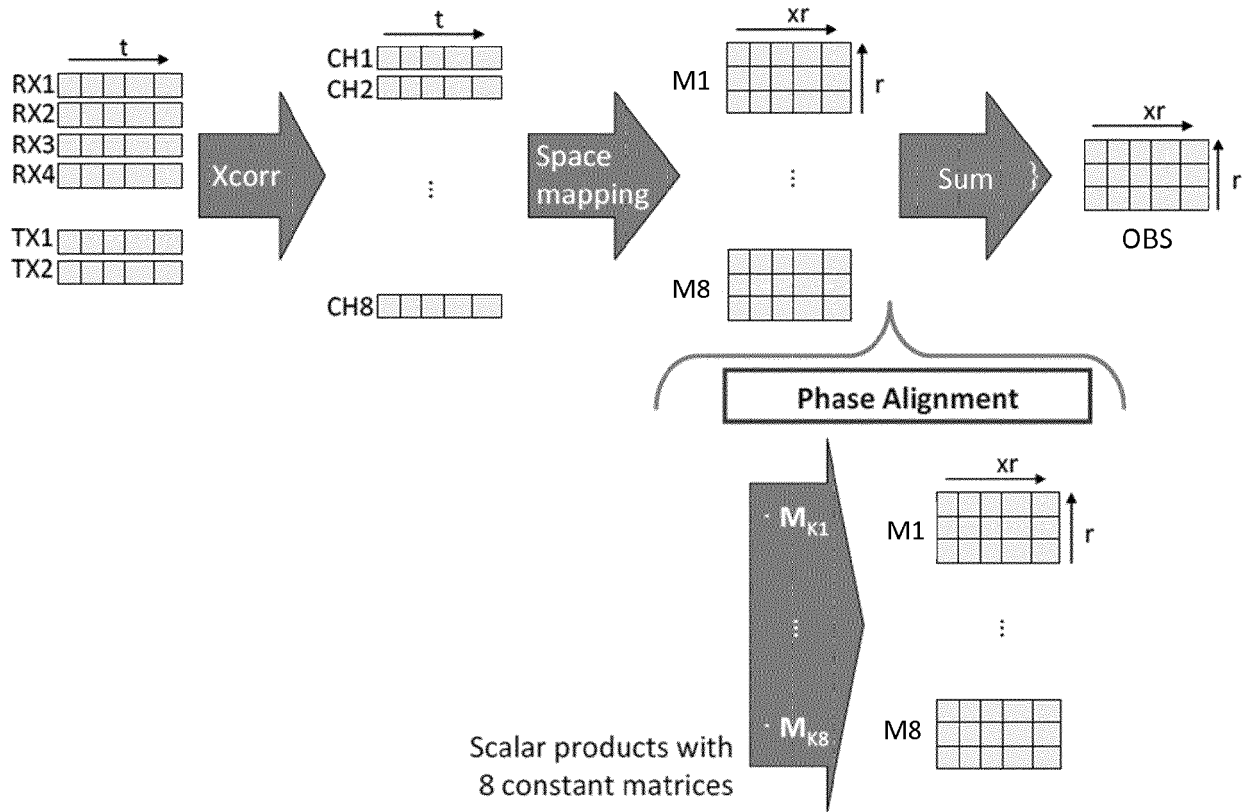 t
RX1
RX2
RX3
RX4
TX1
TX2
Xcorr
t
CH1
CH2
⋮
CH8
Space
mapping
xr
M1
r
⋮
M8
Sum }
xr
r
OBS
Phase Alignment
· M_K1
⋮
· M_K8
xr
M1
r
⋮
M8
Scalar products with
8 constant matrices